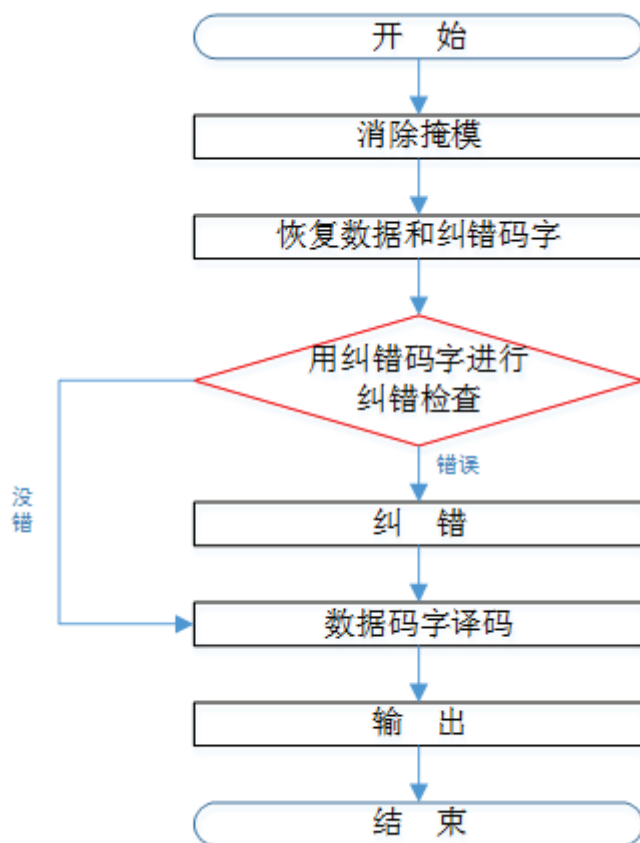 开 始
消除掩模
恢复数据和纠错码字
用纠错码字进行
纠错检查
错误
没
错
纠 错
数据码字译码
输 出
结 束